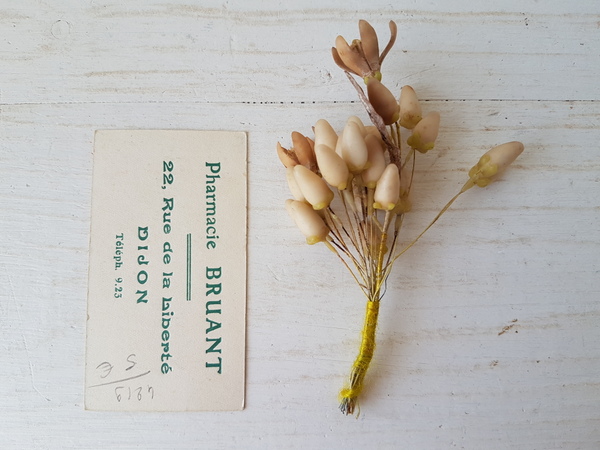 Pharmacie BRUANT
22, Rue de la Liberté
DIJON
Téléph. 9.23